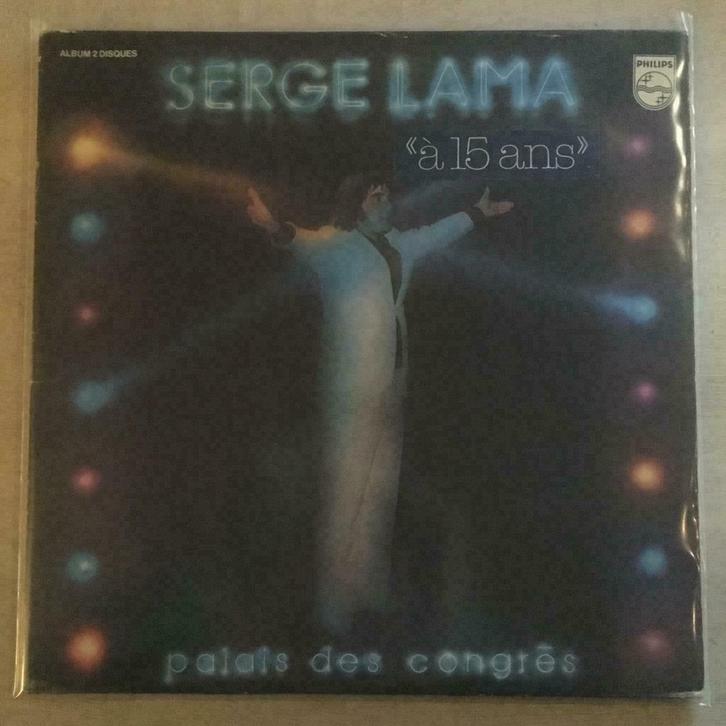 ALBUM 2 DISQUES
SERGE LAMA
PHILIPS
«à 15 ans»
palais des congrès